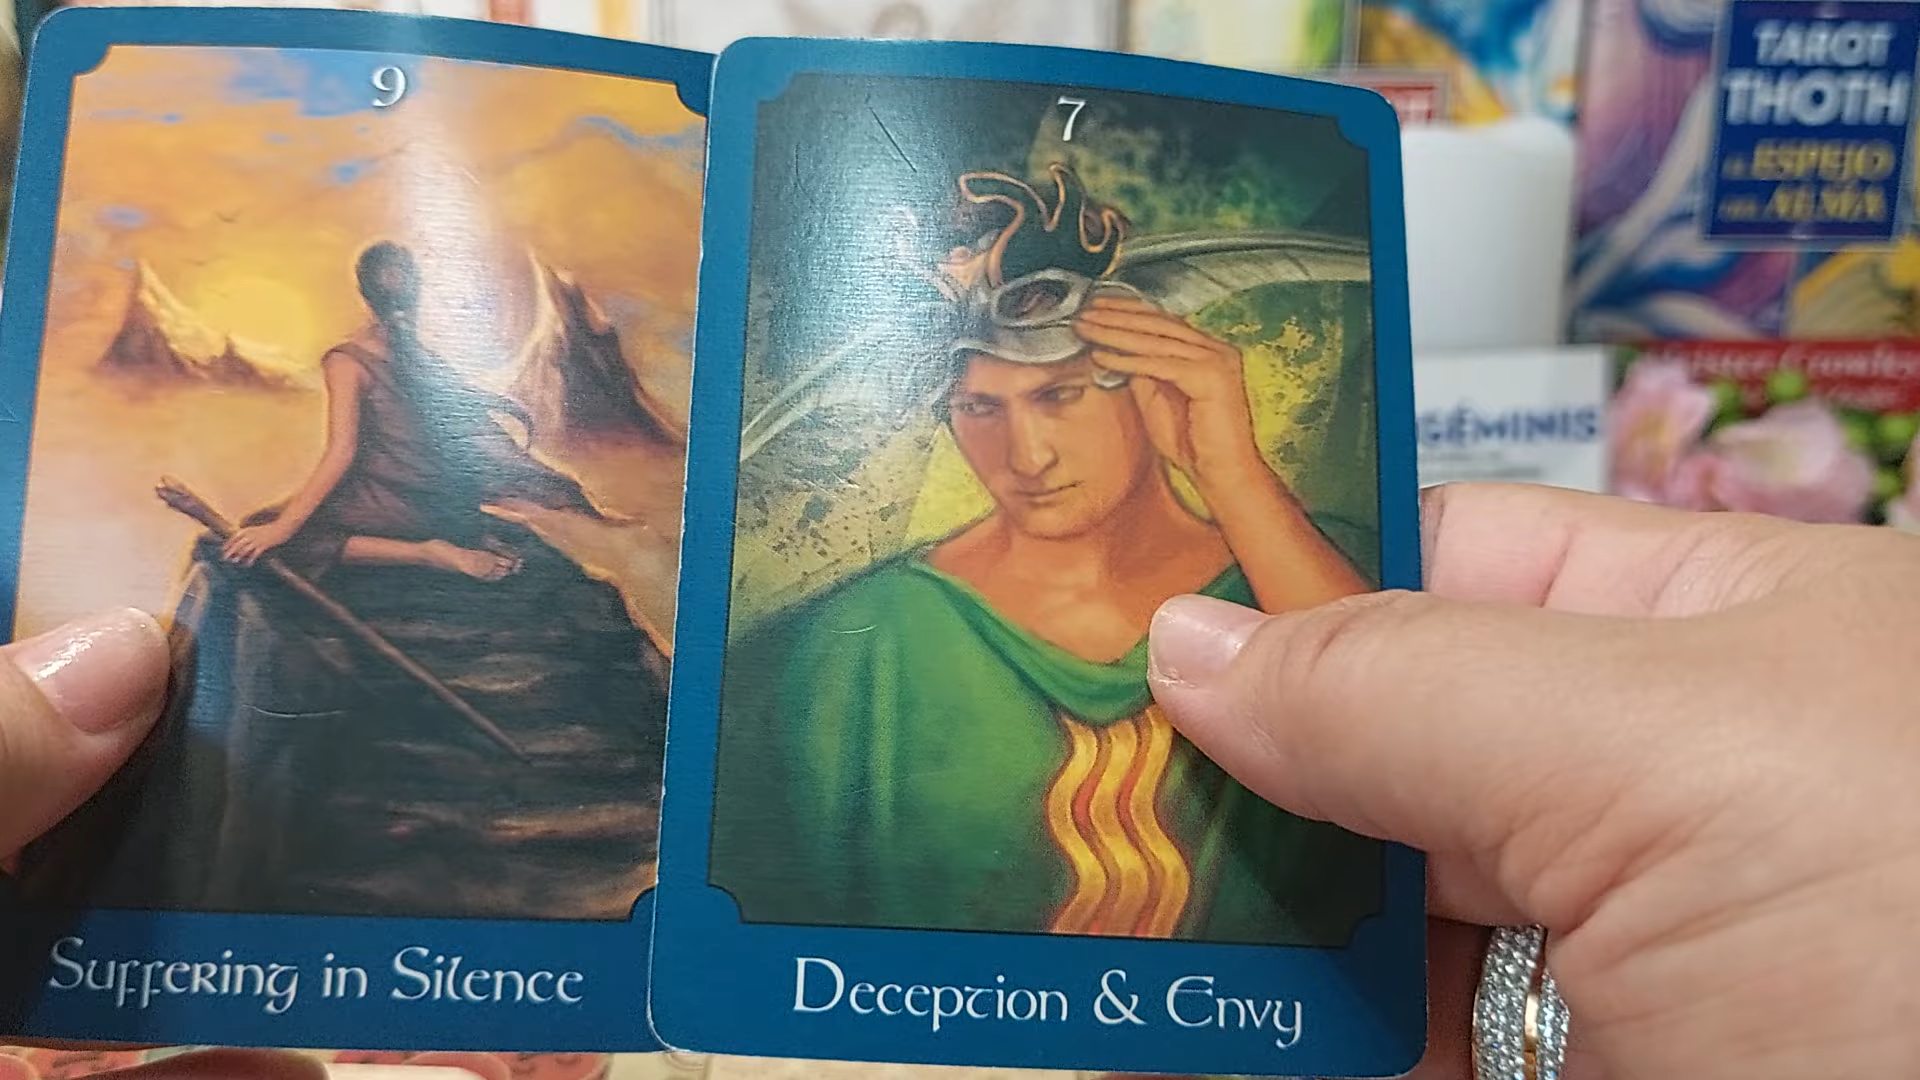 9
Suffering in Silence
7
Deception & Envy
TAROT
THOTH
ESPEJO
ALMA
GÉMINIS